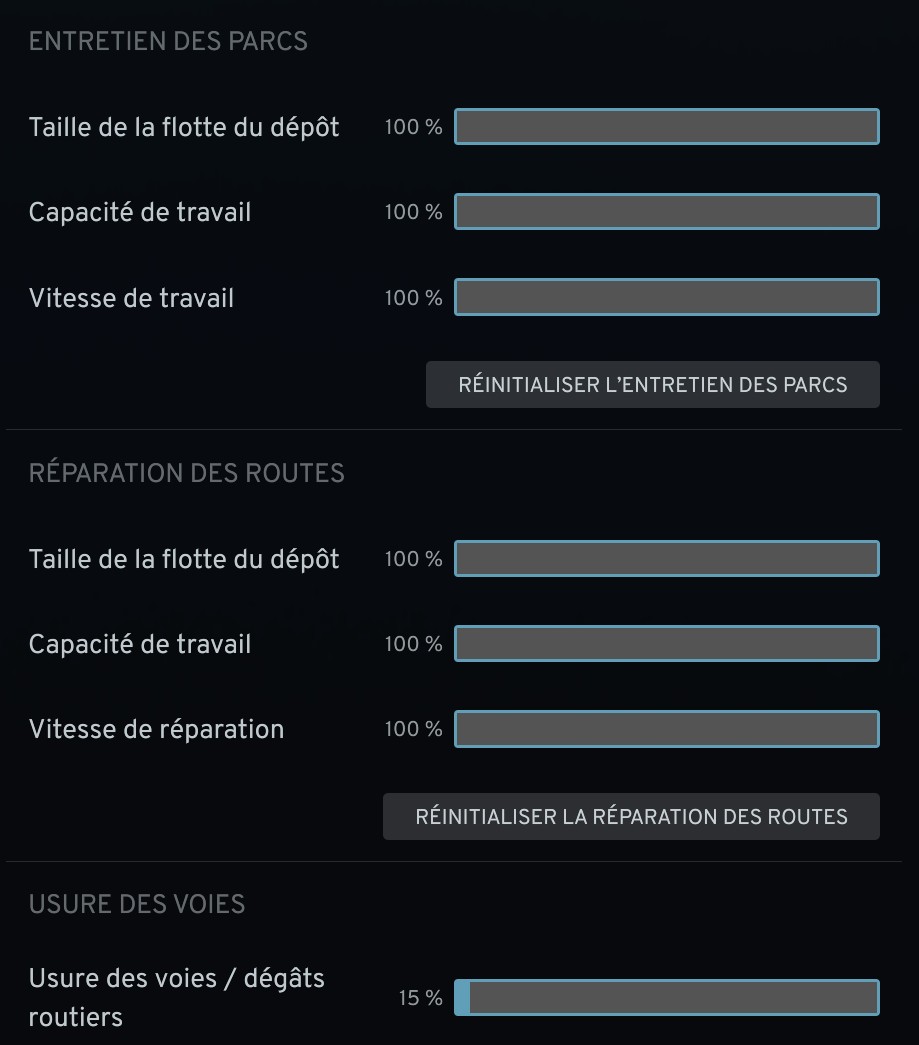 ENTRETIEN DES PARCS
Taille de la flotte du dépôt 100 %
Capacité de travail 100 %
Vitesse de travail 100 %
RÉINITIALISER L’ENTRETIEN DES PARCS
RÉPARATION DES ROUTES
Taille de la flotte du dépôt 100 %
Capacité de travail 100 %
Vitesse de réparation 100 %
RÉINITIALISER LA RÉPARATION DES ROUTES
USURE DES VOIES
Usure des voies / dégâts
routiers 15 %